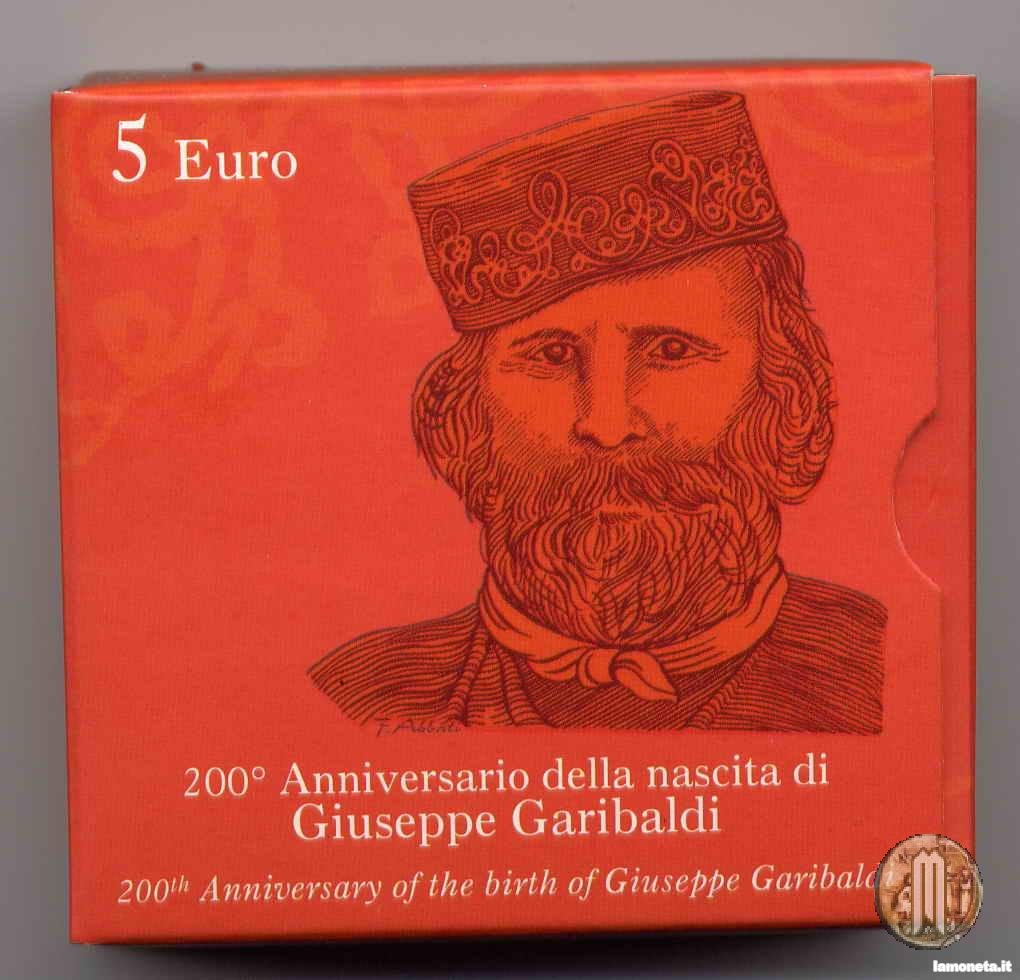 5 Euro
F. Abbati
200° Anniversario della nascita di
Giuseppe Garibaldi
200th Anniversary of the birth of Giuseppe Garibaldi
lamoneta.it